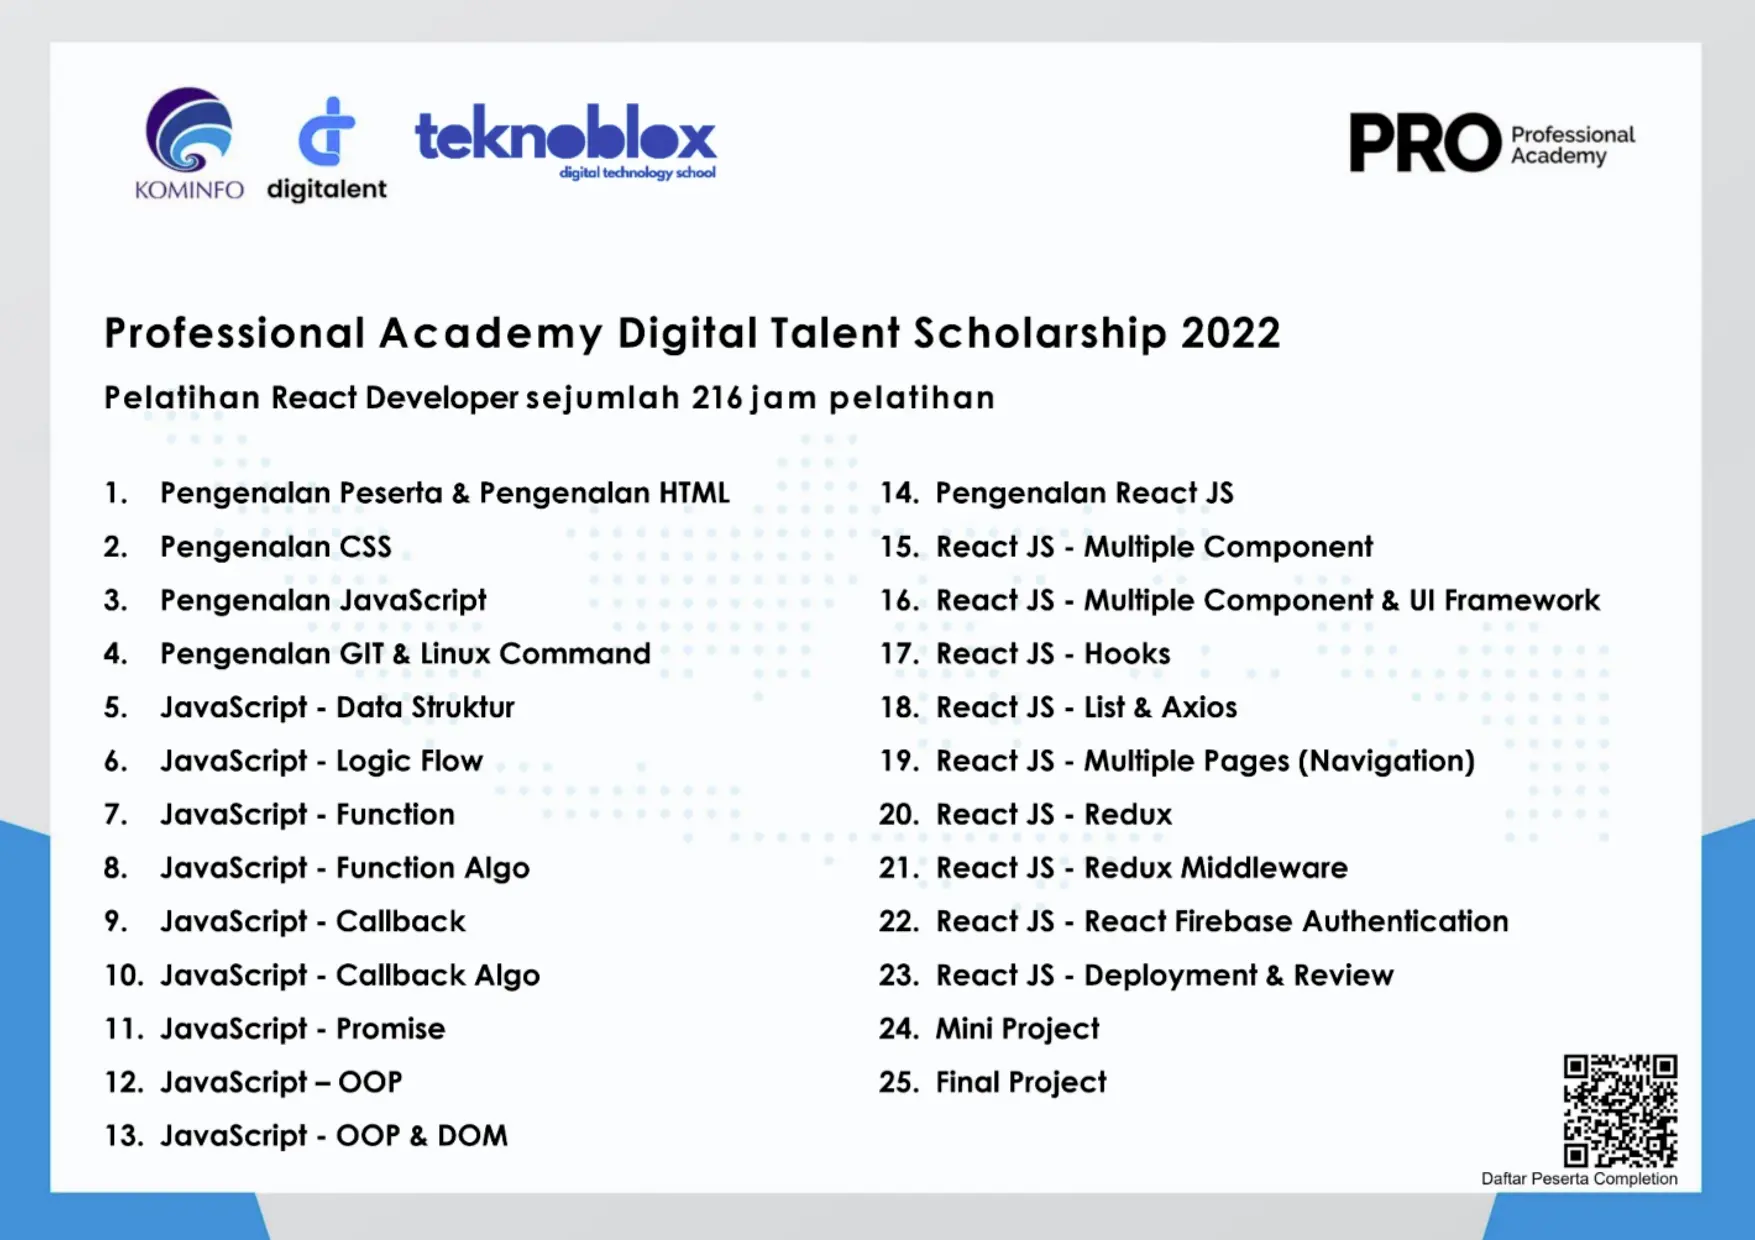 KOMINFO
digitalent
teknoblox
digital technology school
PRO Professional Academy
Professional Academy Digital Talent Scholarship 2022
Pelatihan React Developer sejumlah 216 jam pelatihan
1. Pengenalan Peserta & Pengenalan HTML
2. Pengenalan CSS
3. Pengenalan JavaScript
4. Pengenalan GIT & Linux Command
5. JavaScript - Data Struktur
6. JavaScript - Logic Flow
7. JavaScript - Function
8. JavaScript - Function Algo
9. JavaScript - Callback
10. JavaScript - Callback Algo
11. JavaScript - Promise
12. JavaScript – OOP
13. JavaScript - OOP & DOM
14. Pengenalan React JS
15. React JS - Multiple Component
16. React JS - Multiple Component & UI Framework
17. React JS - Hooks
18. React JS - List & Axios
19. React JS - Multiple Pages (Navigation)
20. React JS - Redux
21. React JS - Redux Middleware
22. React JS - React Firebase Authentication
23. React JS - Deployment & Review
24. Mini Project
25. Final Project
Daftar Peserta Completion